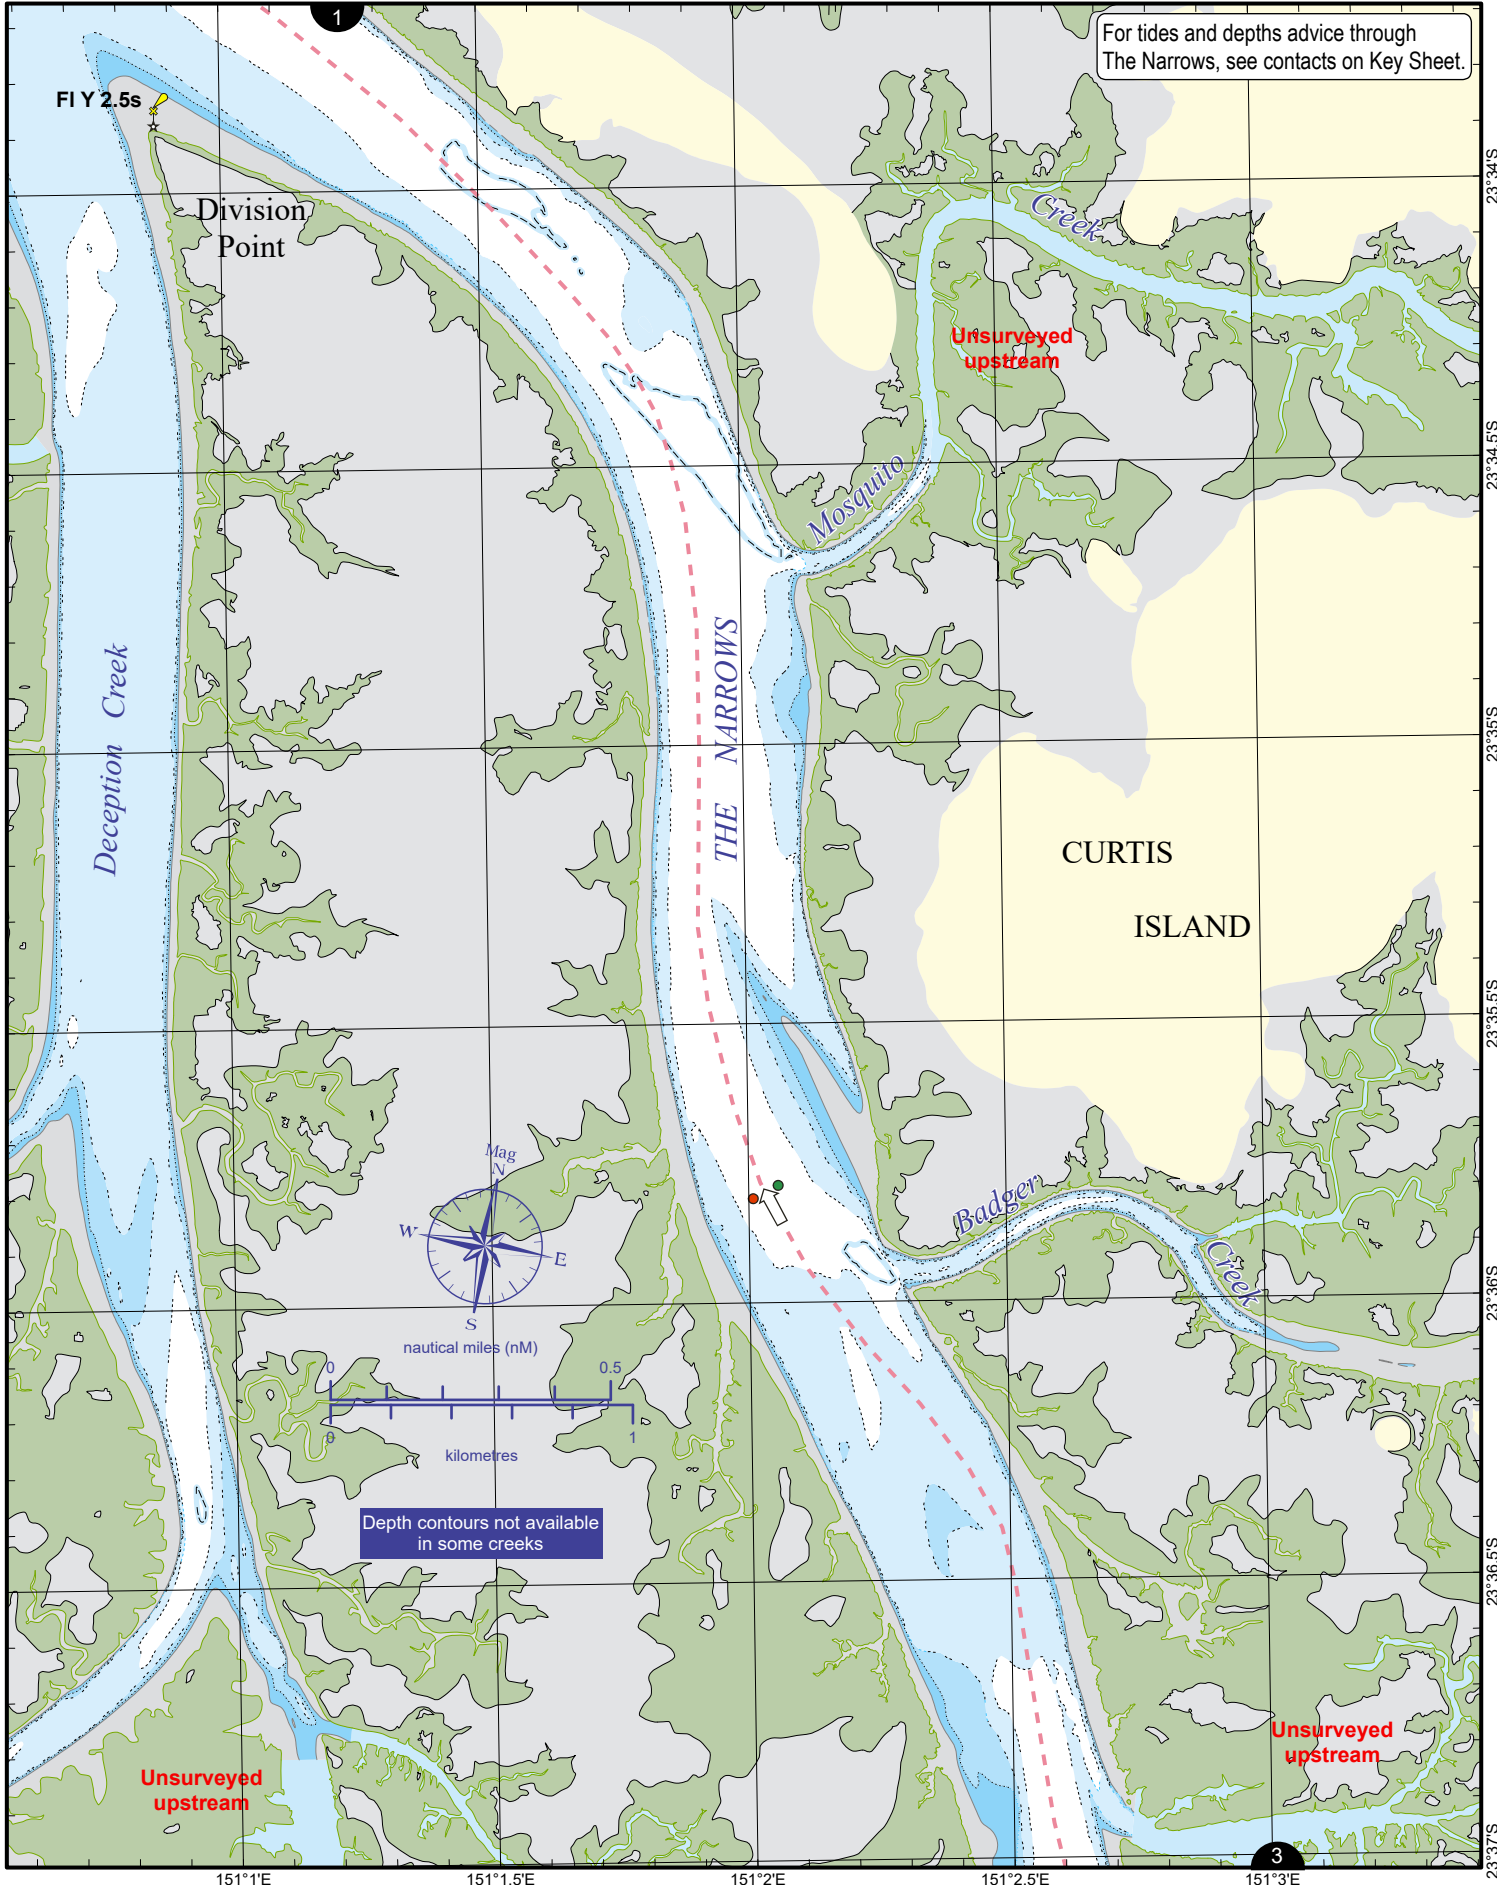 1
For tides and depths advice through
The Narrows, see contacts on Key Sheet.
Fl Y 2.5s
Division
Point
Creek
23°34'S
Unsurveyed
upstream
23°34.5'S
Mosquito
Deception Creek
THE NARROWS
23°35'S
CURTIS
ISLAND
23°35.5'S
Mag
N
W
E
S
Badger
Creek
23°36'S
nautical miles (nM)
0 0.5
0 1
kilometres
Depth contours not available
in some creeks
23°36.5'S
Unsurveyed
upstream
Unsurveyed
upstream
23°37'S
3
151°1'E 151°1.5'E 151°2'E 151°2.5'E 151°3'E